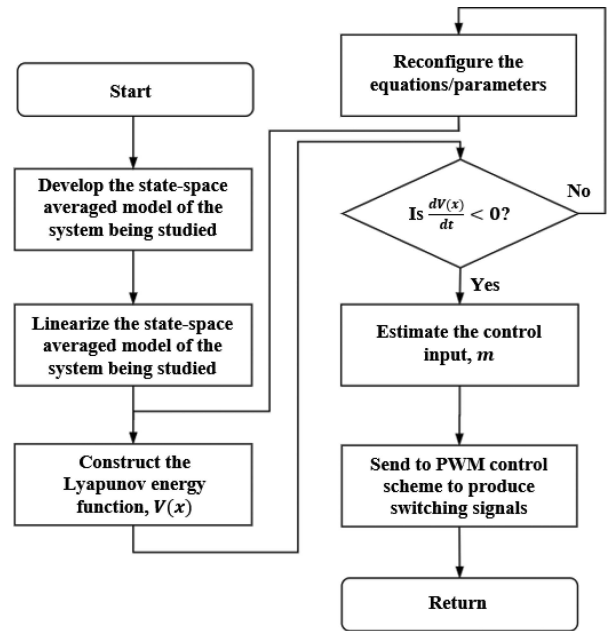 Start
Develop the state-space
averaged model of the
system being studied
Linearize the state-space
averaged model of the
system being studied
Construct the
Lyapunov energy
function, V(x)
Reconfigure the
equations/parameters
Is dV(x)/dt < 0?
No
Yes
Estimate the control
input, m
Send to PWM control
scheme to produce
switching signals
Return